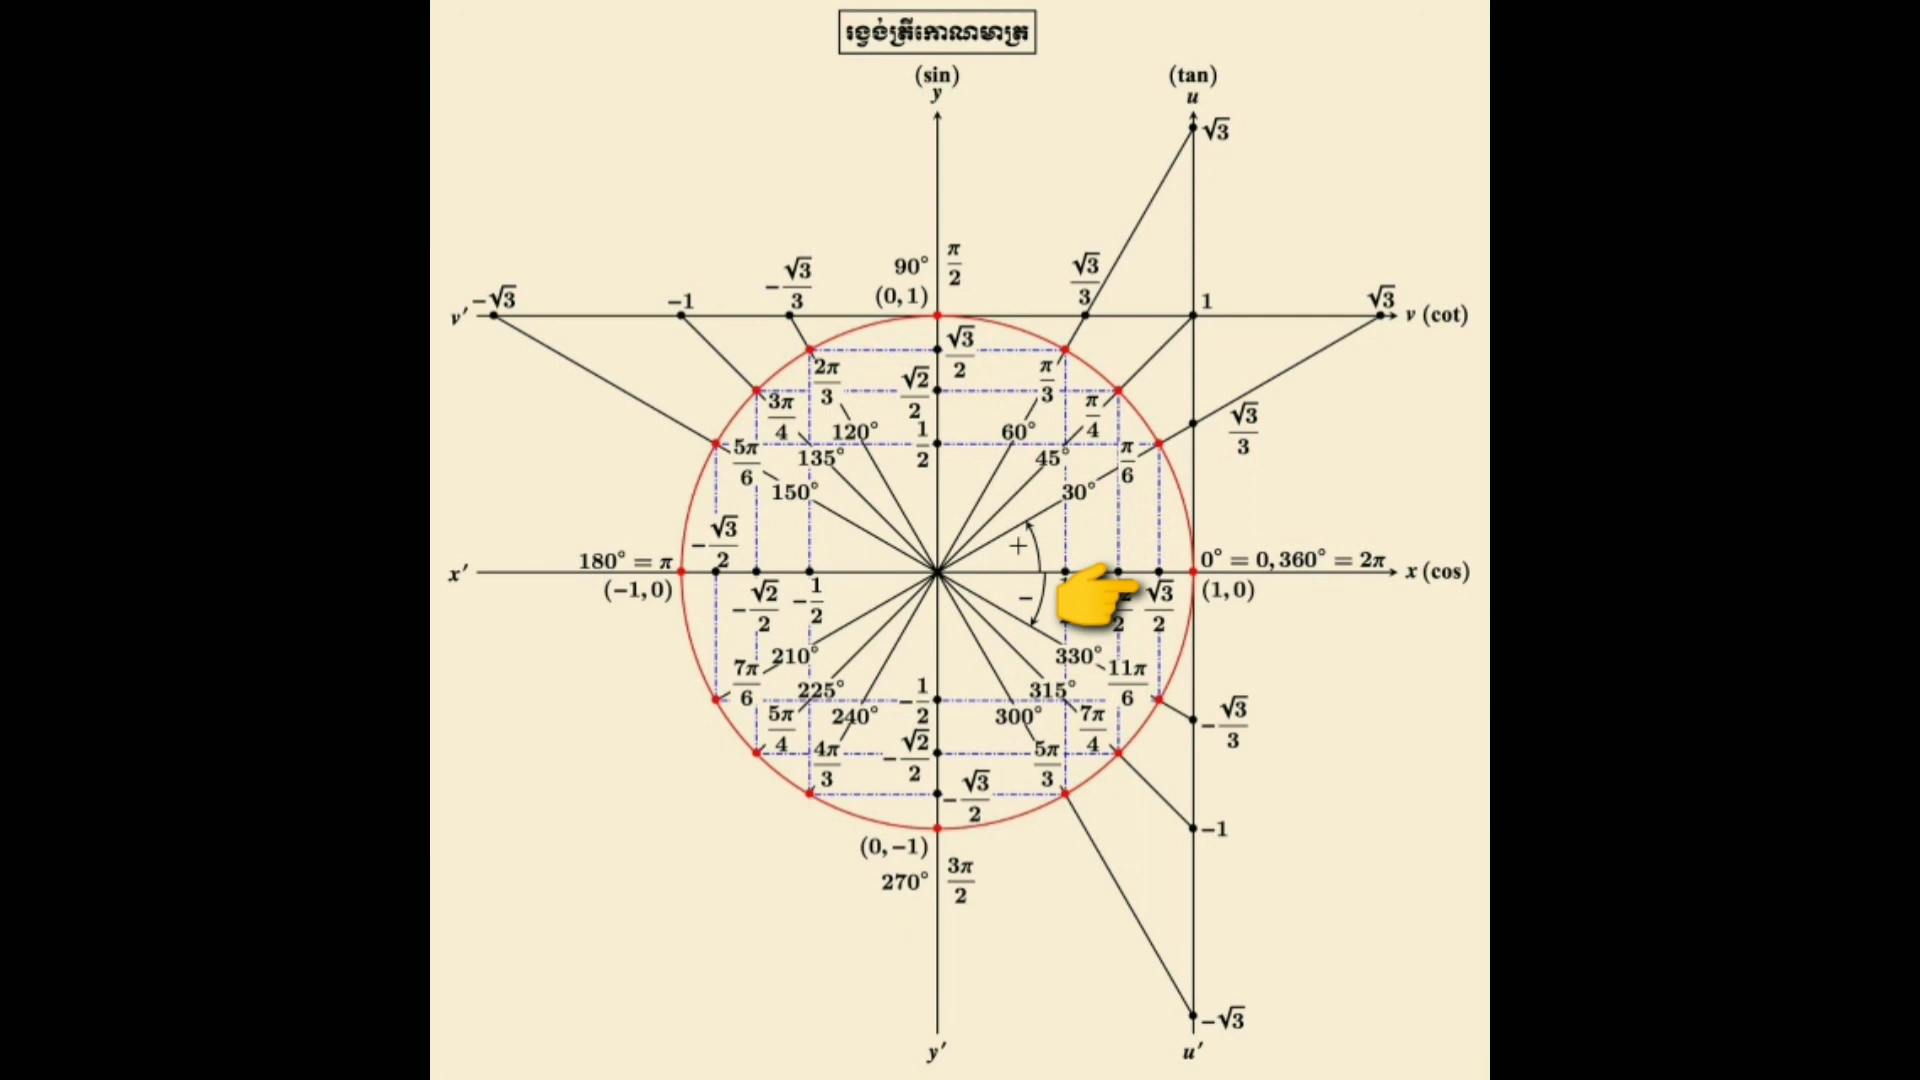 រង្វង់ត្រីកោណមាត្រ
(sin) (tan)
y u
√3
π/2
90°
√3/3 -√3/3
(0, 1)
-√3 -1 1 √3
v′ v (cot)
√3/2
2π/3 π/3
√2/2
3π/4 π/4
√3/3
120° 1/2 60°
5π/6 135° 45° π/6
150° 30°
-√3/2 +
180° = π 0° = 0, 360° = 2π
x′ x (cos)
(−1, 0) -√2/2 -1/2 − √3/2 (1, 0)
210° 330°
7π/6 11π/6
225° -1/2 315°
-√3/3
5π/4 240° 300° 7π/4
-√2/2
4π/3 5π/3
-√3/2
-1
(0, −1)
270° 3π/2
-√3
y′ u′